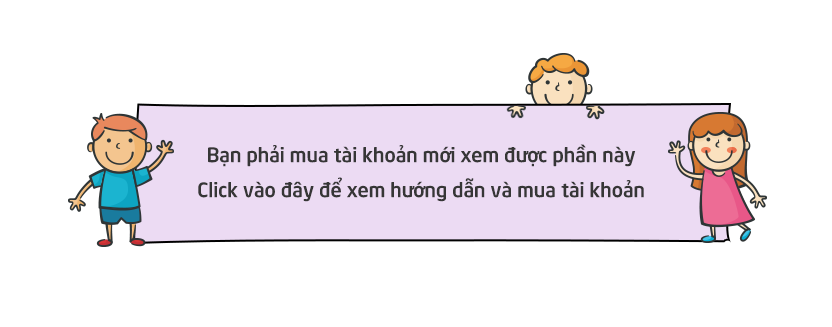 Bạn phải mua tài khoản mới xem được phần này
Click vào đây để xem hướng dẫn và mua tài khoản